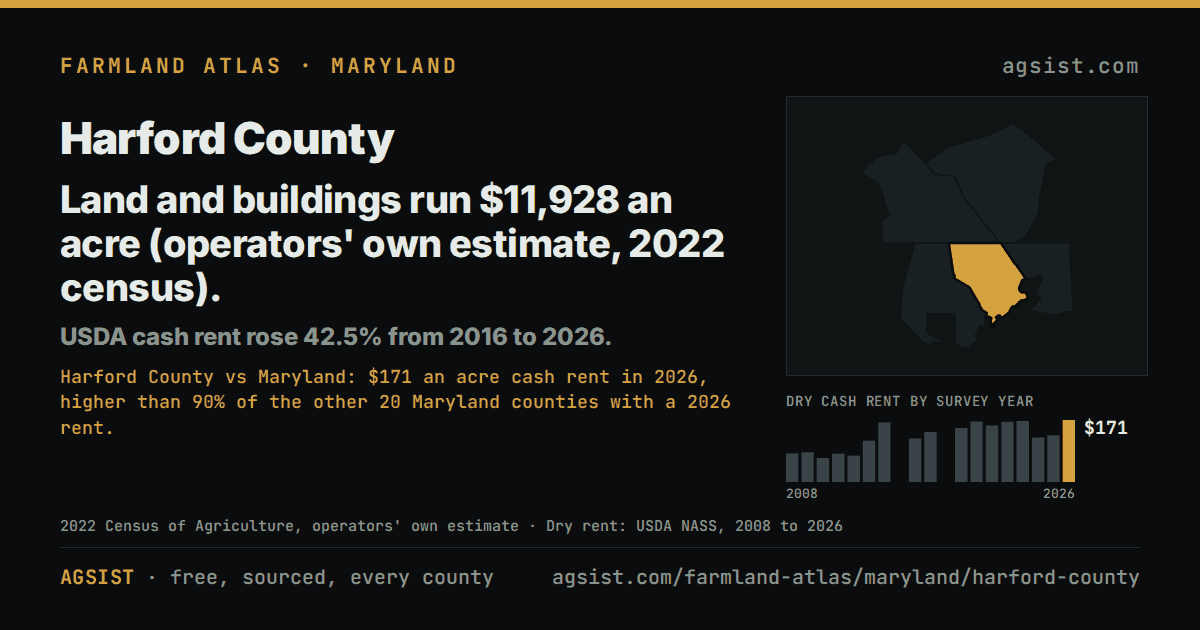 FARMLAND ATLAS · MARYLAND
agsist.com
Harford County
Land and buildings run $11,928 an
acre (operators' own estimate, 2022
census).
USDA cash rent rose 42.5% from 2016 to 2026.
Harford County vs Maryland: $171 an acre cash rent in 2026,
higher than 90% of the other 20 Maryland counties with a 2026
rent.
DRY CASH RENT BY SURVEY YEAR
$171
2008
2026
2022 Census of Agriculture, operators' own estimate · Dry rent: USDA NASS, 2008 to 2026
AGSIST · free, sourced, every county
agsist.com/farmland-atlas/maryland/harford-county